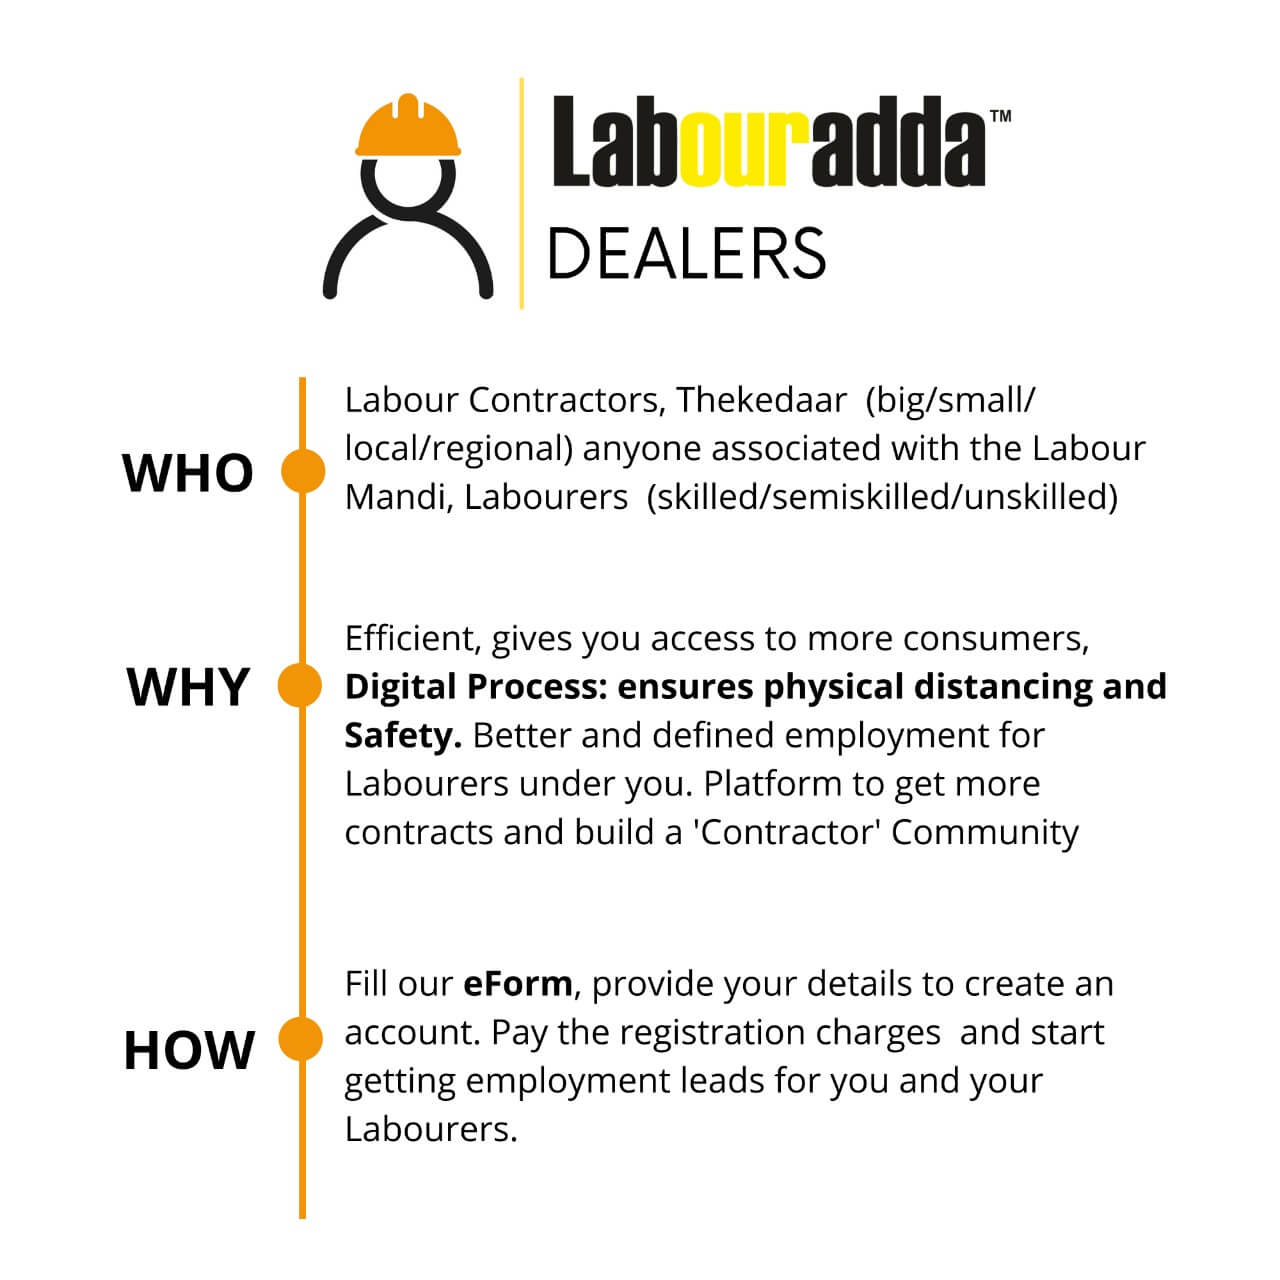 Labouradda™
DEALERS
WHO
Labour Contractors, Thekedaar  (big/small/
local/regional) anyone associated with the Labour
Mandi, Labourers  (skilled/semiskilled/unskilled)
WHY
Efficient, gives you access to more consumers,
Digital Process: ensures physical distancing and
Safety. Better and defined employment for
Labourers under you. Platform to get more
contracts and build a 'Contractor' Community
HOW
Fill our eForm, provide your details to create an
account. Pay the registration charges  and start
getting employment leads for you and your
Labourers.